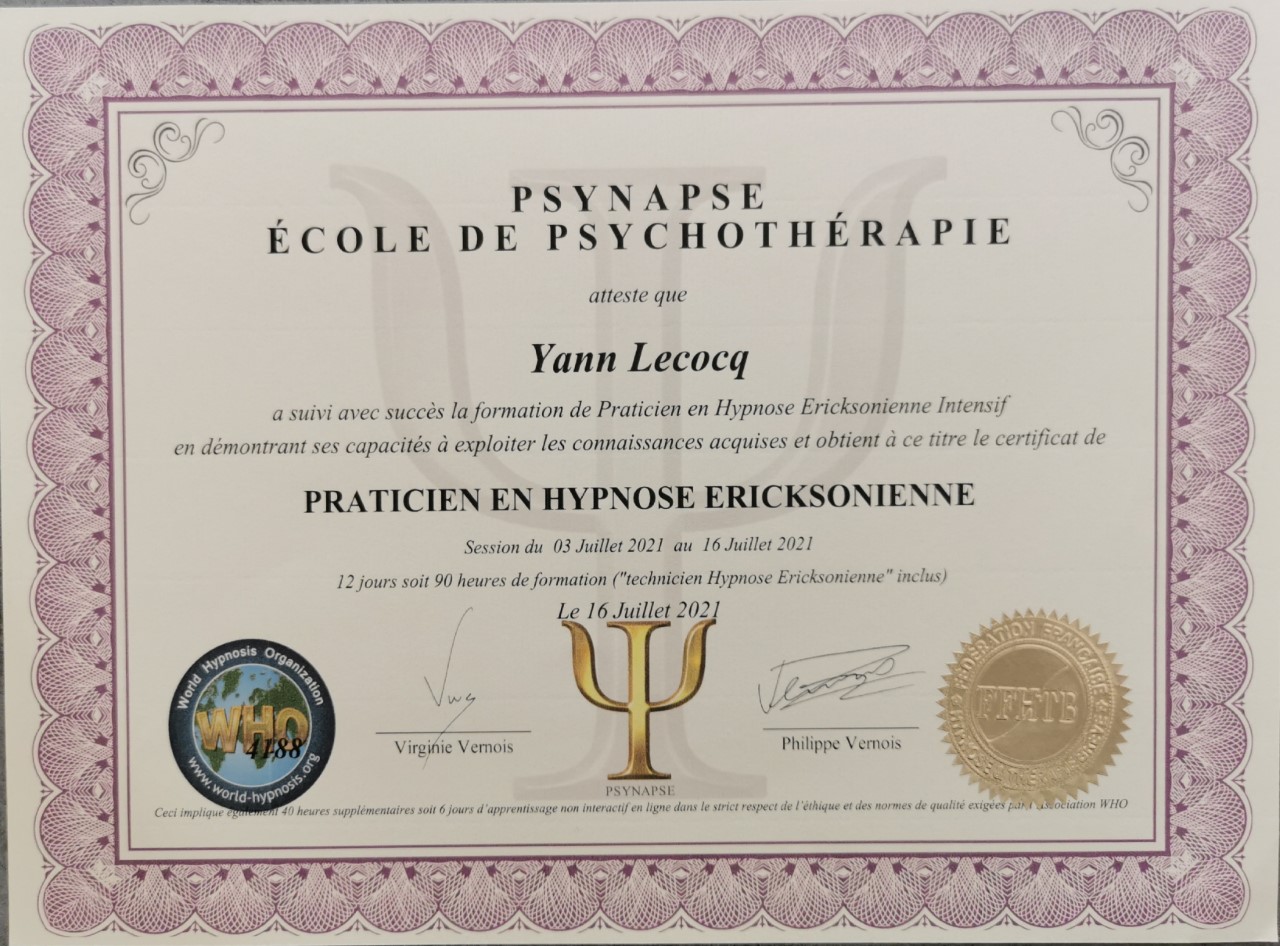 PSYNAPSE
ÉCOLE DE PSYCHOTHÉRAPIE
atteste que
Yann Lecocq
a suivi avec succès la formation de Praticien en Hypnose Ericksonienne Intensif
en démontrant ses capacités à exploiter les connaissances acquises et obtient à ce titre le certificat de
PRATICIEN EN HYPNOSE ERICKSONIENNE
Session du 03 Juillet 2021 au 16 Juillet 2021
12 jours soit 90 heures de formation ("technicien Hypnose Ericksonienne" inclus)
Le 16 Juillet 2021
World Hypnosis Organization
WHO
4188
www.world-hypnosis.org
Virginie Vernois
PSYNAPSE
Philippe Vernois
FÉDÉRATION FRANÇAISE
FFHTB
Ceci implique également 40 heures supplémentaires soit 6 jours d'apprentissage non interactif en ligne dans le strict respect de l'éthique et des normes de qualité exigées par l'Association WHO